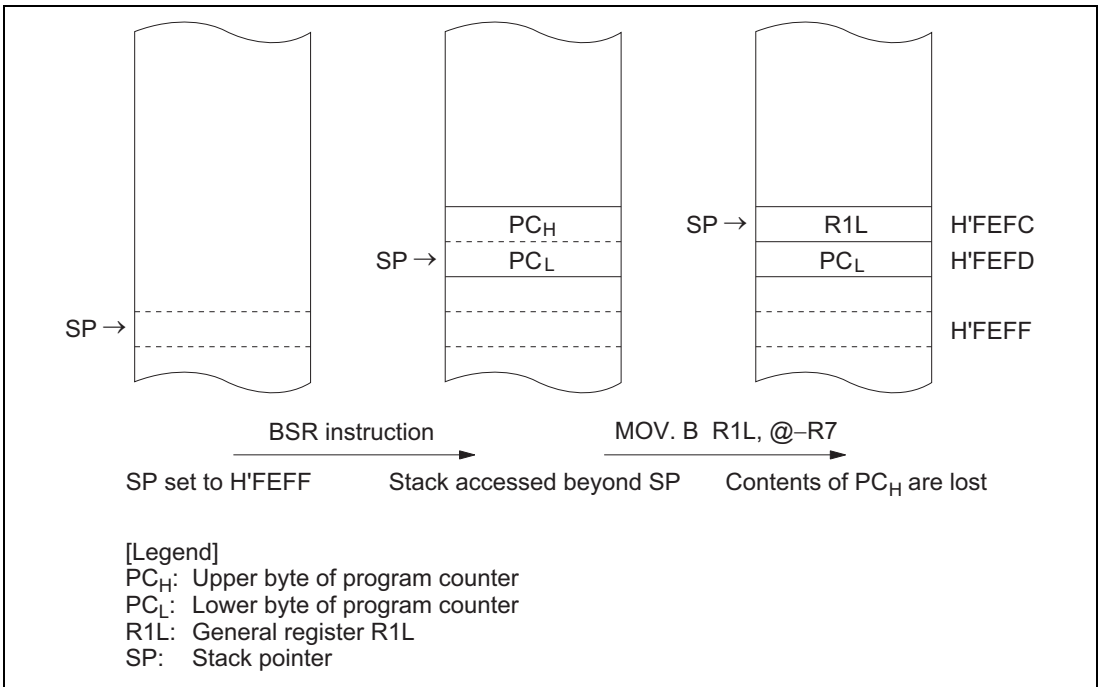 PCH
SP → R1L H'FEFC
SP → PCL PCL H'FEFD
SP → H'FEFF
BSR instruction MOV. B R1L, @–R7
SP set to H'FEFF Stack accessed beyond SP Contents of PCH are lost
[Legend]
PCH: Upper byte of program counter
PCL: Lower byte of program counter
R1L: General register R1L
SP: Stack pointer